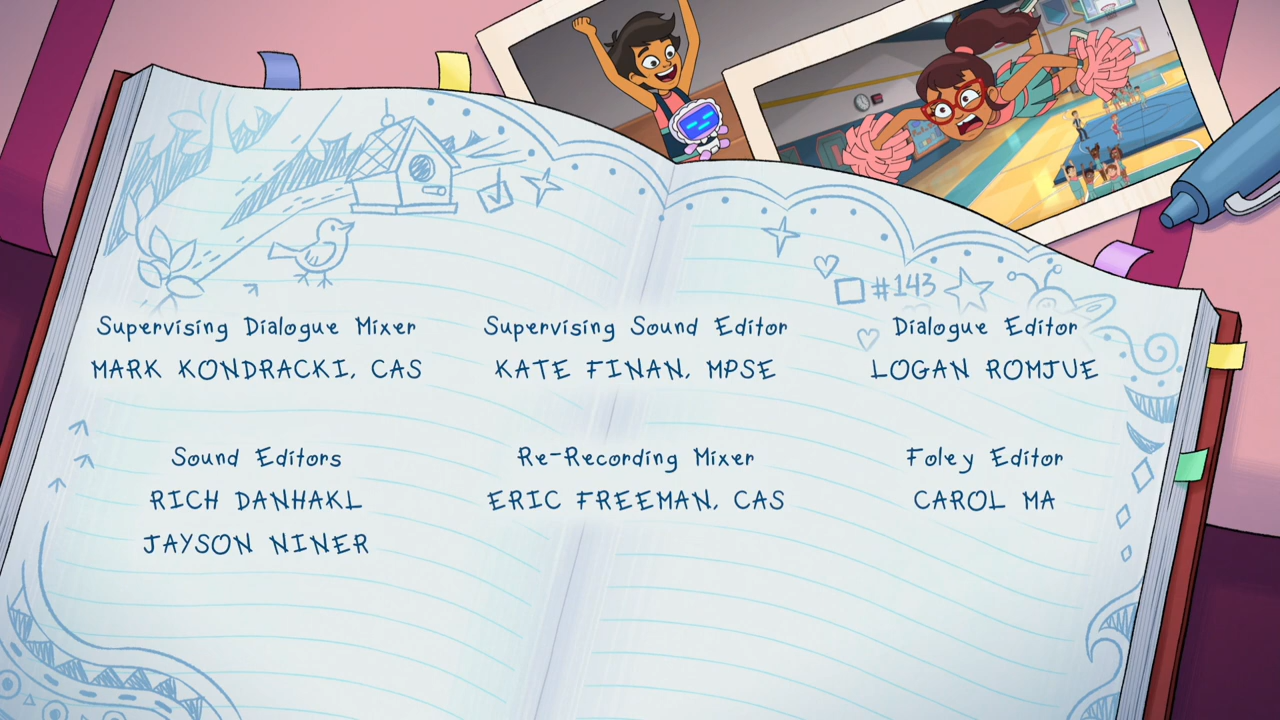 #143
Supervising Dialogue Mixer
MARK KONDRACKI, CAS
Supervising Sound Editor
KATE FINAN, MPSE
Dialogue Editor
LOGAN ROMJUE
Sound Editors
RICH DANHAKL
JAYSON NINER
Re-Recording Mixer
ERIC FREEMAN, CAS
Foley Editor
CAROL MA